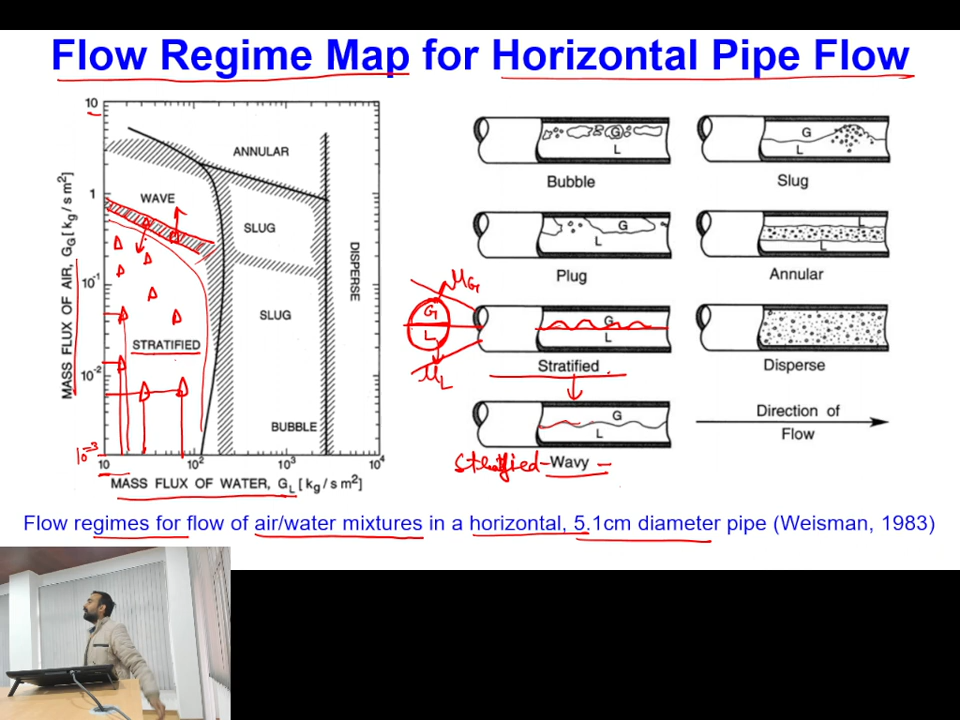 Flow Regime Map for Horizontal Pipe Flow
10
1
10⁻¹
10⁻²
10⁻³
MASS FLUX OF AIR, G_G [kg/s m²]
ANNULAR
WAVE
SLUG
DISPERSE
SLUG
STRATIFIED
BUBBLE
10
10²
10³
10⁴
MASS FLUX OF WATER, G_L [kg/s m²]
G
L
Bubble
G
L
Slug
G
L
Plug
L
L
Annular
G
L
μG
μL
G
L
Stratified
Disperse
G
L
Stratified-Wavy
Direction of
Flow
Flow regimes for flow of air/water mixtures in a horizontal, 5.1cm diameter pipe (Weisman, 1983)